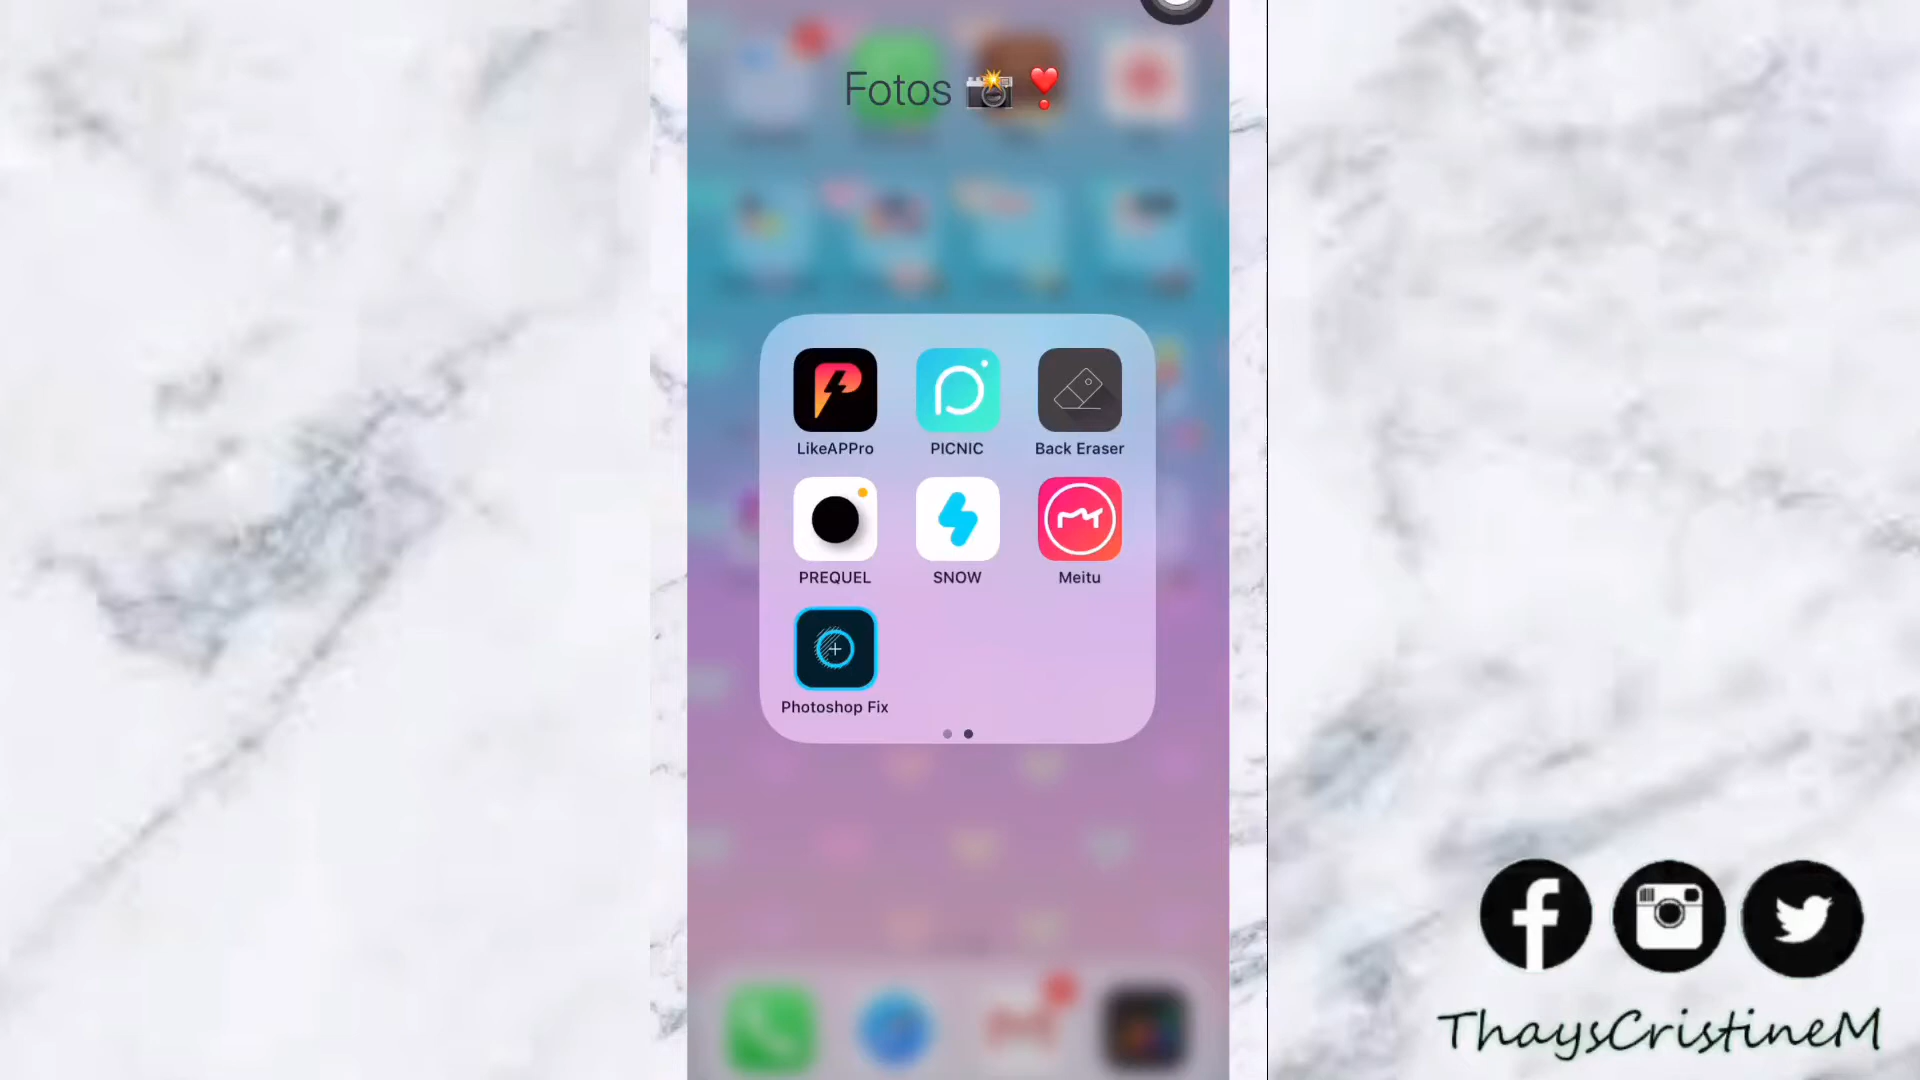 Fotos 📸 ❣️
LikeAPPro PICNIC Back Eraser
PREQUEL SNOW Meitu
Photoshop Fix
ThaysCristineM